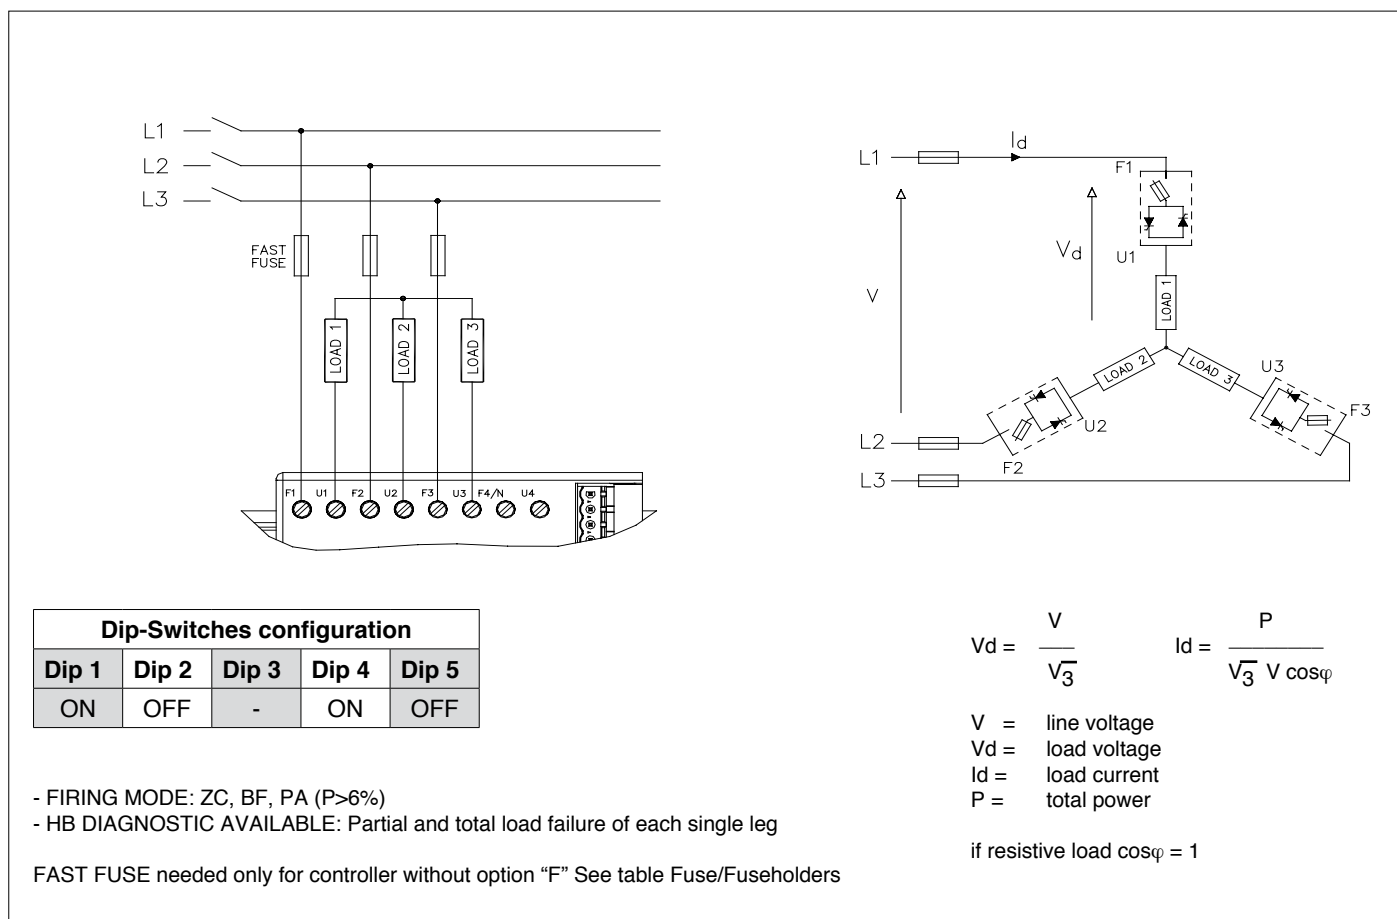 L1
L2
L3
FAST
FUSE
LOAD 1
LOAD 2
LOAD 3
F1 U1 F2 U2 F3 U3 F4/N U4
L1
Id
F1
V
Vd
U1
LOAD 1
LOAD 2
LOAD 3
U3
F3
U2
L2
F2
L3
Dip-Switches configuration
Dip 1 Dip 2 Dip 3 Dip 4 Dip 5
ON OFF - ON OFF
- FIRING MODE: ZC, BF, PA (P>6%)
- HB DIAGNOSTIC AVAILABLE: Partial and total load failure of each single leg
FAST FUSE needed only for controller without option “F” See table Fuse/Fuseholders
V
Vd =
V3
P
Id =
V3 V cosφ
V = line voltage
Vd = load voltage
Id = load current
P = total power
if resistive load cosφ = 1